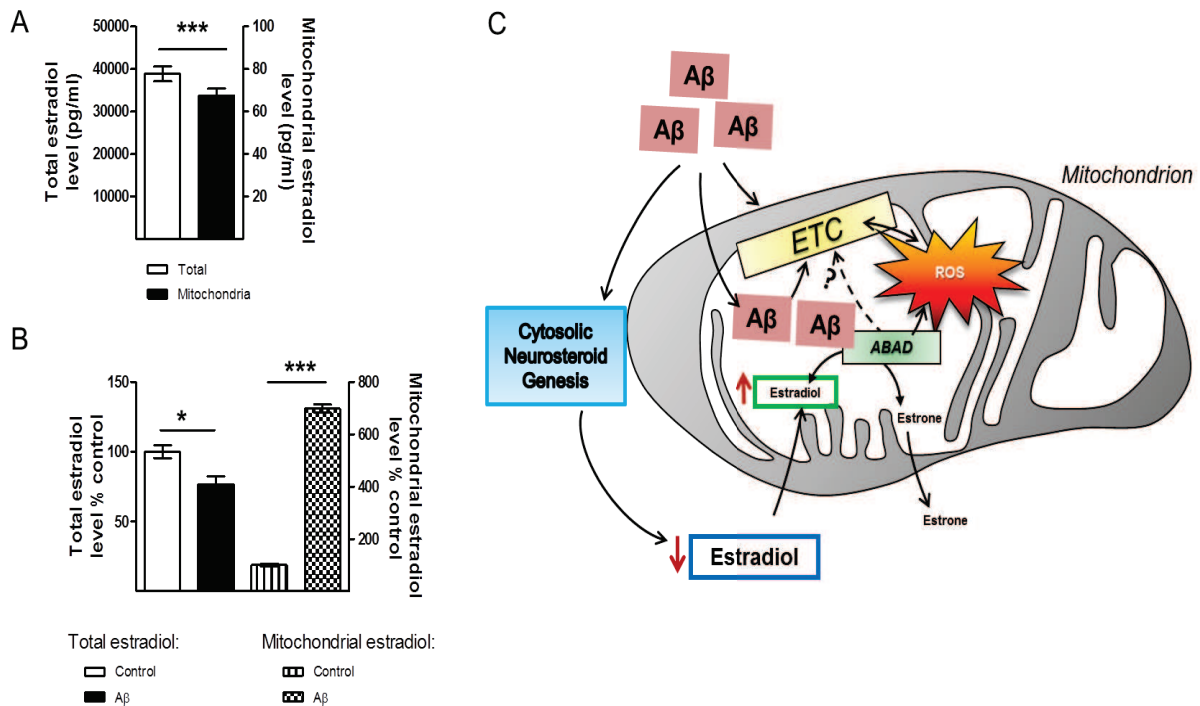 A
Total estradiol
level (pg/ml)
50000
40000
30000
20000
10000
***
100
80
60
40
20
Mitochondrial estradiol
level (pg/ml)
Total
Mitochondria
B
Total estradiol
level % control
150
100
50
*
***
800
600
400
200
Mitochondrial estradiol
level % control
Total estradiol:
Control
Aβ
Mitochondrial estradiol:
Control
Aβ
C
Aβ
Aβ
Aβ
Mitochondrion
ETC
ROS
?
Aβ
Aβ
ABAD
Cytosolic
Neurosteroid
Genesis
Estradiol
Estrone
Estrone
Estradiol